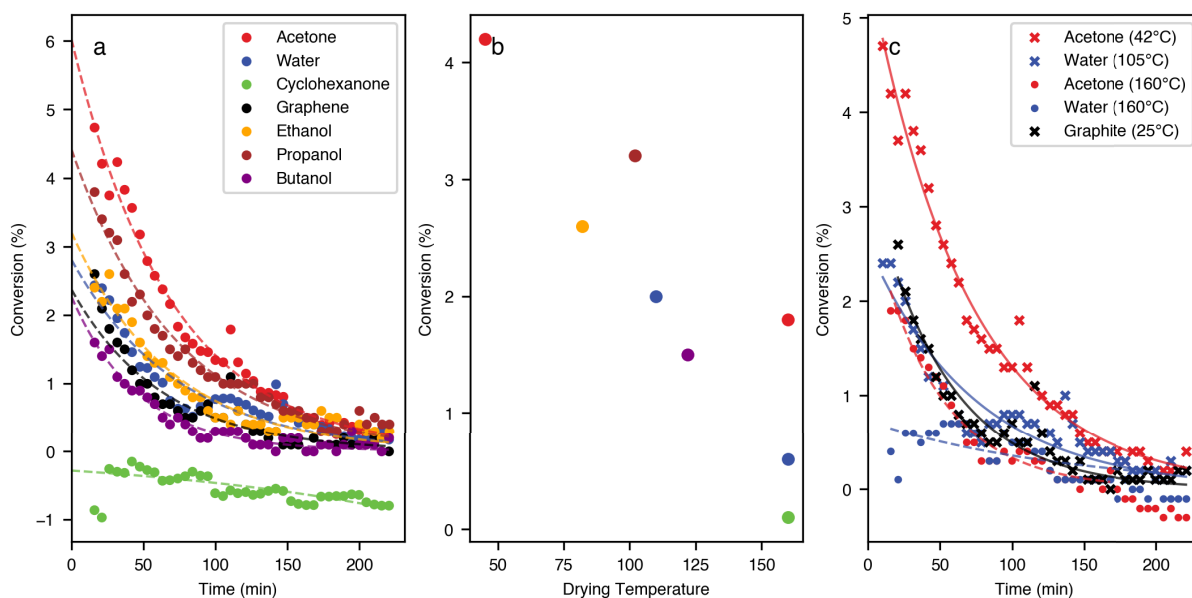 a
Acetone
Water
Cyclohexanone
Graphene
Ethanol
Propanol
Butanol
6
5
4
3
2
1
0
−1
Conversion (%)
0
50
100
150
200
Time (min)
b
4
3
2
1
0
Conversion (%)
50
75
100
125
150
Drying Temperature
c
Acetone (42°C)
Water (105°C)
Acetone (160°C)
Water (160°C)
Graphite (25°C)
5
4
3
2
1
0
Conversion (%)
0
50
100
150
200
Time (min)